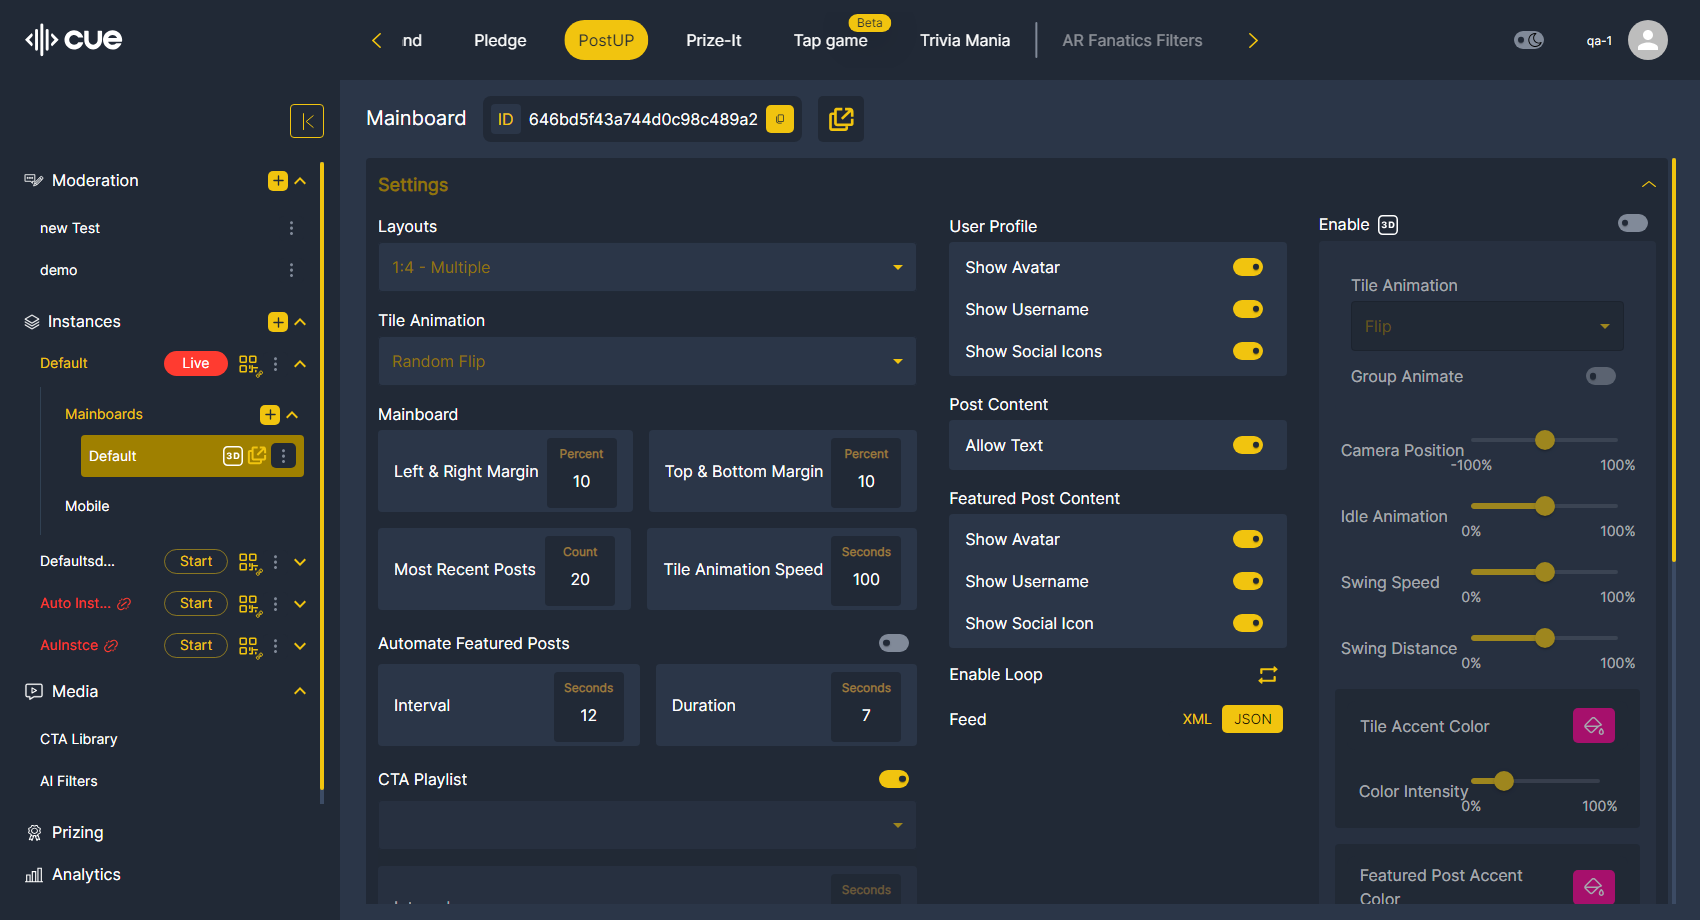 cue
nd
Pledge
PostUP
Prize-It
Beta
Tap game
Trivia Mania
AR Fanatics Filters
qa-1
Moderation
new Test
demo
Instances
Default
Live
Mainboards
Default
3D
Mobile
Defaultsd...
Start
Auto Inst...
Start
AuInstce
Start
Media
CTA Library
AI Filters
Prizing
Analytics
Mainboard
ID
646bd5f43a744d0c98c489a2
Settings
Layouts
1:4 - Multiple
Tile Animation
Random Flip
Mainboard
Left & Right Margin
Percent
10
Top & Bottom Margin
Percent
10
Most Recent Posts
Count
20
Tile Animation Speed
Seconds
100
Automate Featured Posts
Interval
Seconds
12
Duration
Seconds
7
CTA Playlist
Seconds
User Profile
Show Avatar
Show Username
Show Social Icons
Post Content
Allow Text
Featured Post Content
Show Avatar
Show Username
Show Social Icon
Enable Loop
Feed
XML
JSON
Enable
3D
Tile Animation
Flip
Group Animate
Camera Position
-100%
100%
Idle Animation
0%
100%
Swing Speed
0%
100%
Swing Distance
0%
100%
Tile Accent Color
Color Intensity
0%
100%
Featured Post Accent
Color